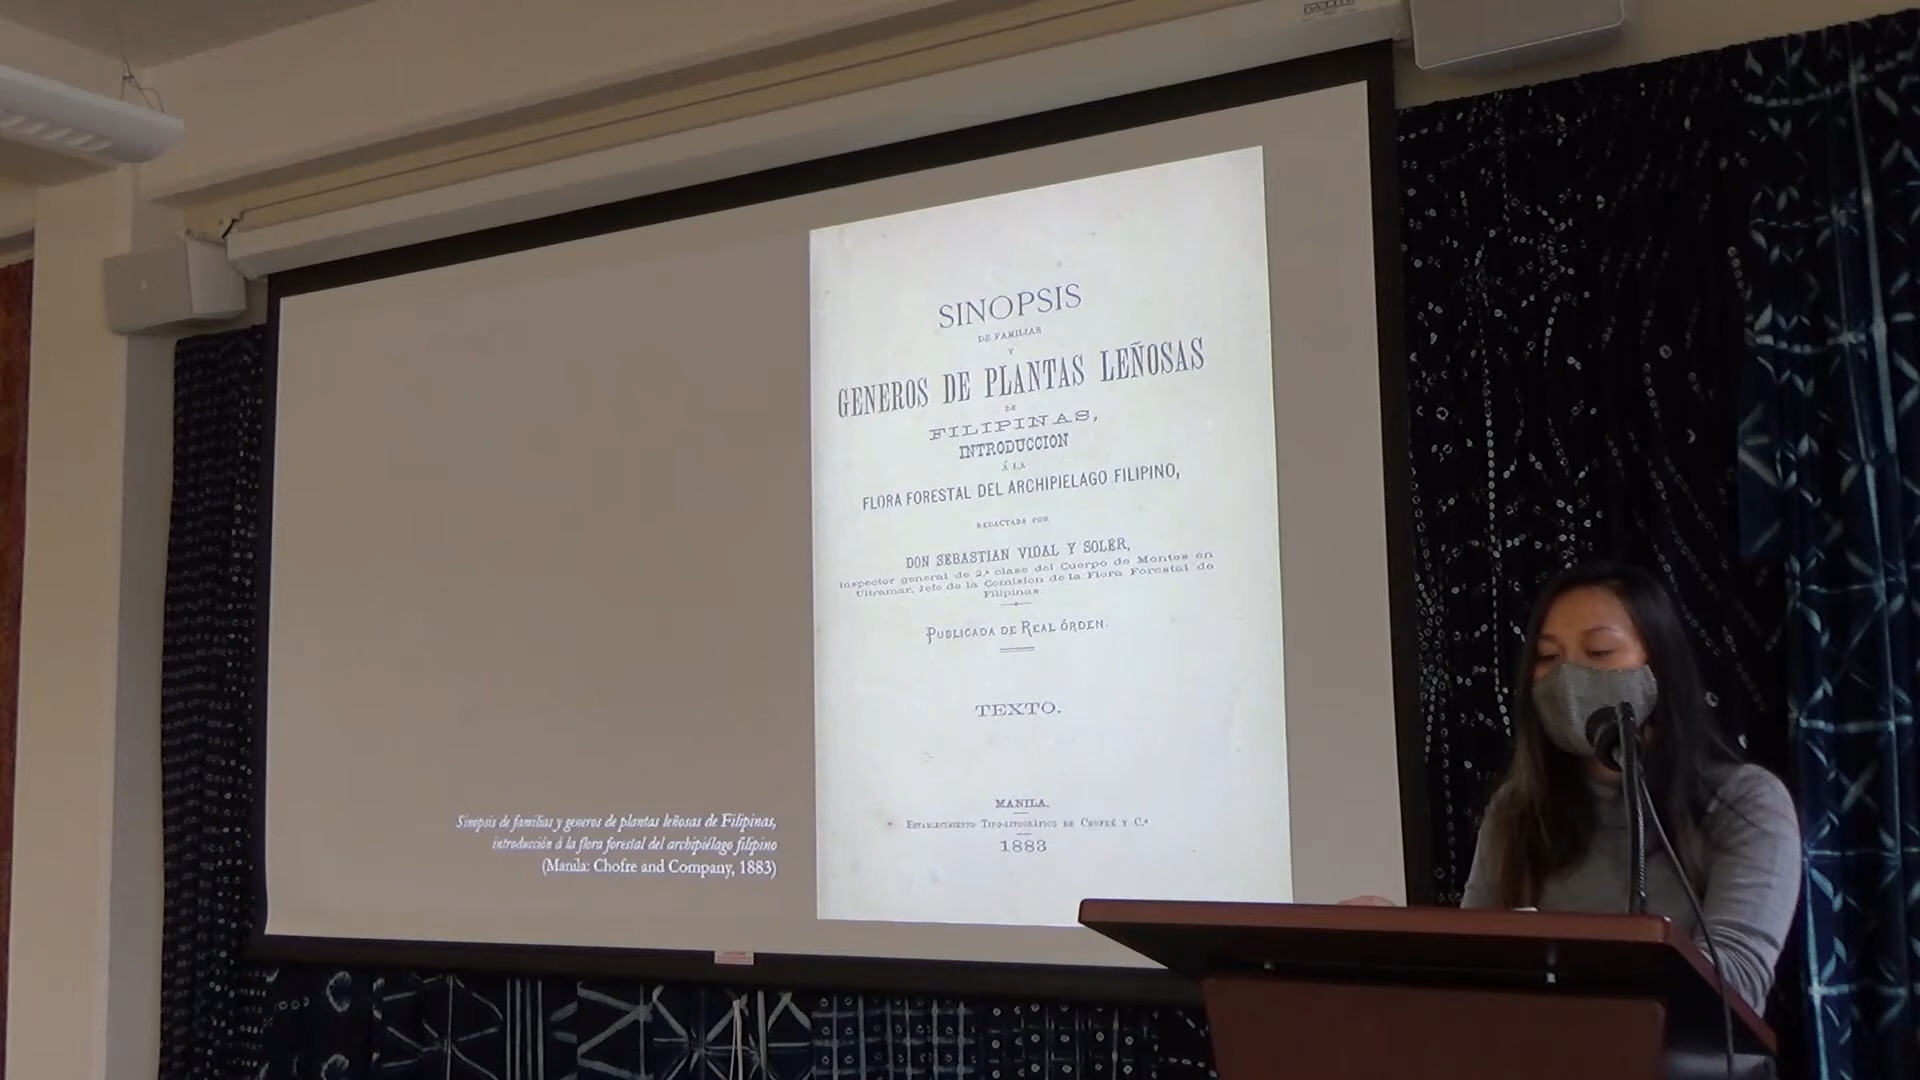 SINOPSIS
DE FAMILIAS
Y
GENEROS DE PLANTAS LEÑOSAS
DE
FILIPINAS,
INTRODUCCION
Á LA
FLORA FORESTAL DEL ARCHIPIELAGO FILIPINO,
REDACTADA POR
DON SEBASTIAN VIDAL Y SOLER,
Inspector general de 2.ª clase del Cuerpo de Montes en
Ultramar, Jefe de la Comision de la Flora Forestal de
Filipinas.
PUBLICADA DE REAL ÓRDEN.
TEXTO.
MANILA.
ESTABLECIMIENTO TIPO-LITOGRÁFICO DE CHOFRÉ Y C.ª
1883
Sinopsis de familias y generos de plantas leñosas de Filipinas,
introducción á la flora forestal del archipiélago filipino
(Manila: Chofre and Company, 1883)